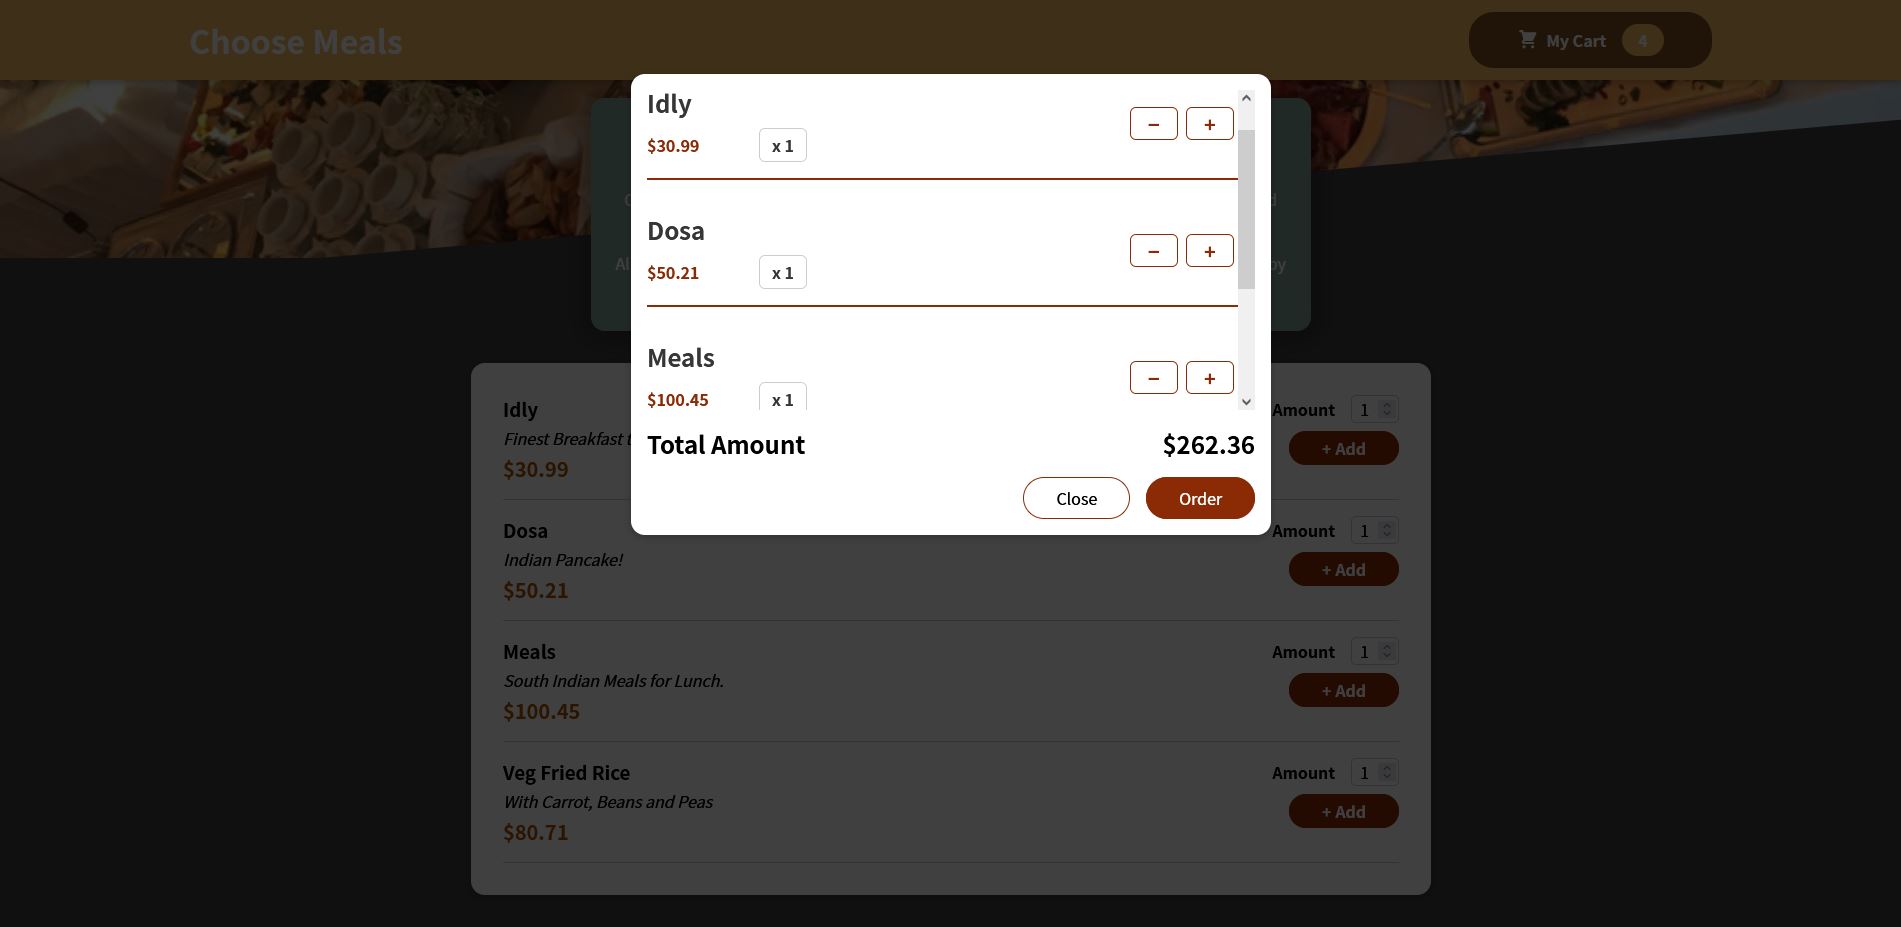 Choose Meals
My Cart 4
Idly
− +
$30.99 x 1
Dosa
− +
$50.21 x 1
Meals
− +
$100.45 x 1
Total Amount $262.36
Close Order
Idly Amount 1
Finest Breakfast
+ Add
$30.99
Dosa Amount 1
Indian Pancake!
+ Add
$50.21
Meals Amount 1
South Indian Meals for Lunch.
+ Add
$100.45
Veg Fried Rice Amount 1
With Carrot, Beans and Peas
+ Add
$80.71